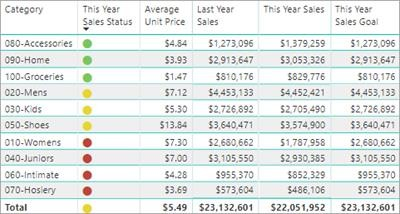 Category This Year Sales Status Average Unit Price Last Year Sales This Year Sales This Year Sales Goal
080-Accessories $4.84 $1,273,096 $1,379,259 $1,273,096
090-Home $3.93 $2,913,647 $3,053,326 $2,913,647
100-Groceries $1.47 $810,176 $829,776 $810,176
020-Mens $7.12 $4,453,133 $4,452,421 $4,453,133
030-Kids $5.30 $2,726,892 $2,705,490 $2,726,892
050-Shoes $13.84 $3,640,471 $3,574,900 $3,640,471
010-Womens $7.30 $2,680,662 $1,787,958 $2,680,662
040-Juniors $7.00 $3,105,550 $2,930,385 $3,105,550
060-Intimate $4.28 $955,370 $852,329 $955,370
070-Hosiery $3.69 $573,604 $486,106 $573,604
Total $5.49 $23,132,601 $22,051,952 $23,132,601